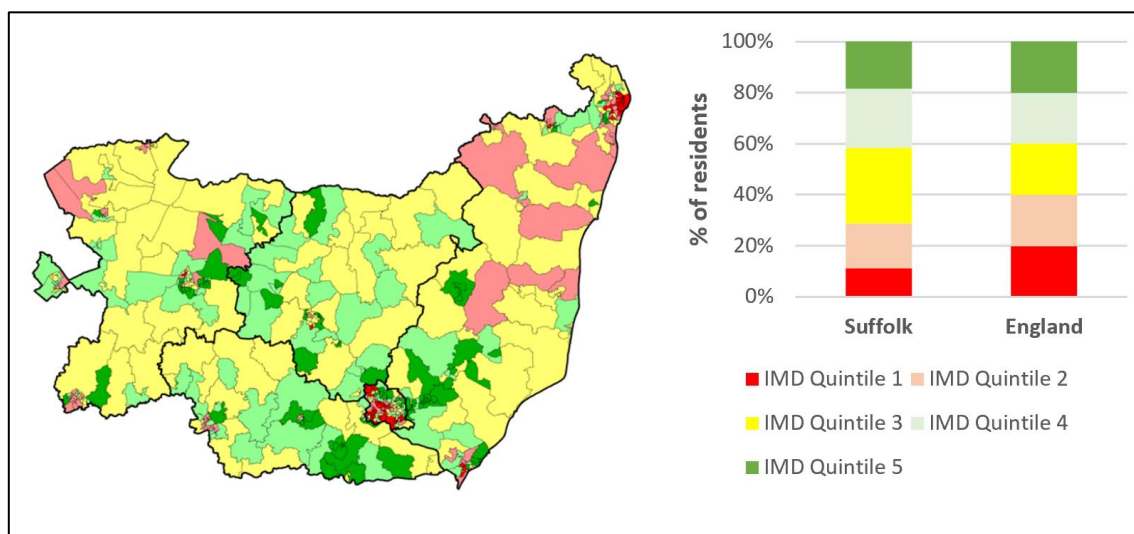 100%
80%
60%
40%
20%
0%
% of residents
Suffolk
England
IMD Quintile 1
IMD Quintile 2
IMD Quintile 3
IMD Quintile 4
IMD Quintile 5